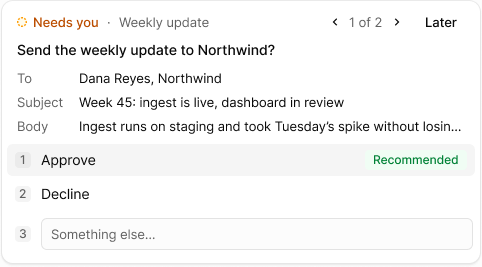 Needs you · Weekly update 1 of 2 Later
Send the weekly update to Northwind?
To Dana Reyes, Northwind
Subject Week 45: ingest is live, dashboard in review
Body Ingest runs on staging and took Tuesday’s spike without losin...
1 Approve Recommended
2 Decline
3 Something else...